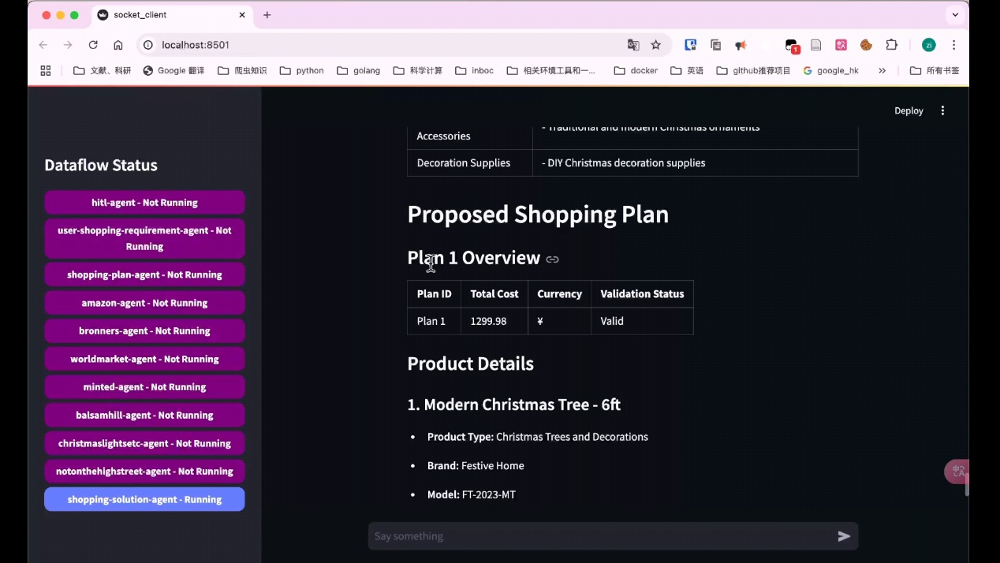 socket_client
localhost:8501
1
zi
文献、科研
Google 翻译
爬虫知识
python
golang
科学计算
inboc
相关环境工具和一...
docker
英语
github推荐项目
google_hk
所有书签
Deploy
Dataflow Status
hitl-agent - Not Running
user-shopping-requirement-agent - Not
Running
shopping-plan-agent - Not Running
amazon-agent - Not Running
bronners-agent - Not Running
worldmarket-agent - Not Running
minted-agent - Not Running
balsamhill-agent - Not Running
christmaslightsetc-agent - Not Running
notonthehighstreet-agent - Not Running
shopping-solution-agent - Running
- Traditional and modern Christmas ornaments
Accessories
Decoration Supplies - DIY Christmas decoration supplies
Proposed Shopping Plan
Plan 1 Overview
Plan ID Total Cost Currency Validation Status
Plan 1 1299.98 ¥ Valid
Product Details
1. Modern Christmas Tree - 6ft
• Product Type: Christmas Trees and Decorations
• Brand: Festive Home
• Model: FT-2023-MT
Say something